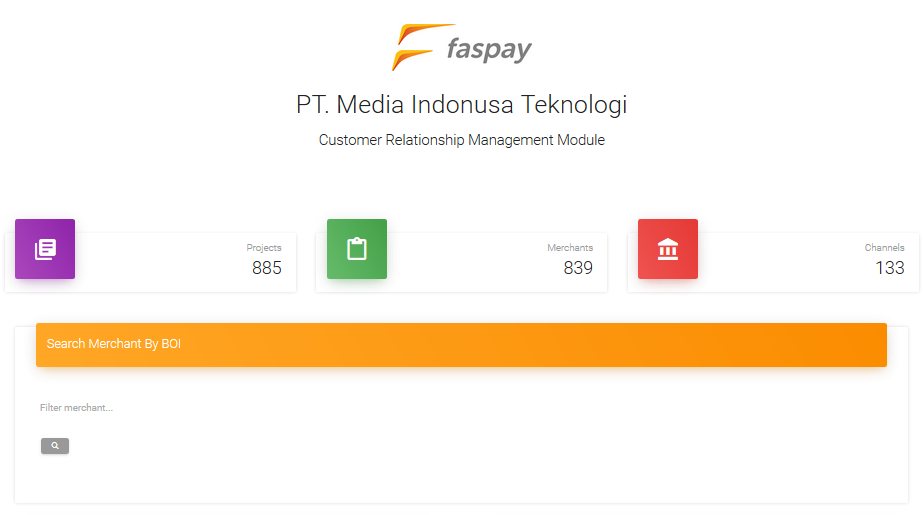 faspay
PT. Media Indonusa Teknologi
Customer Relationship Management Module
Projects
885
Merchants
839
Channels
133
Search Merchant By BOI
Filter merchant...